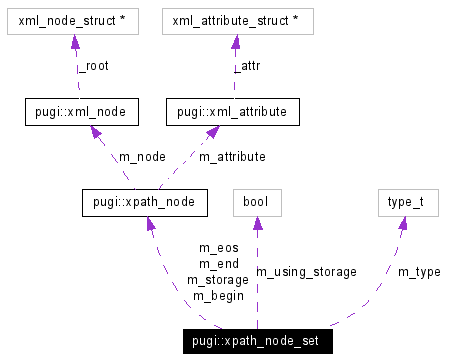 xml_node_struct *
xml_attribute_struct *
_root
_attr
pugi::xml_node
pugi::xml_attribute
m_node
m_attribute
pugi::xpath_node
bool
type_t
m_eos
m_end
m_storage
m_begin
m_using_storage
m_type
pugi::xpath_node_set